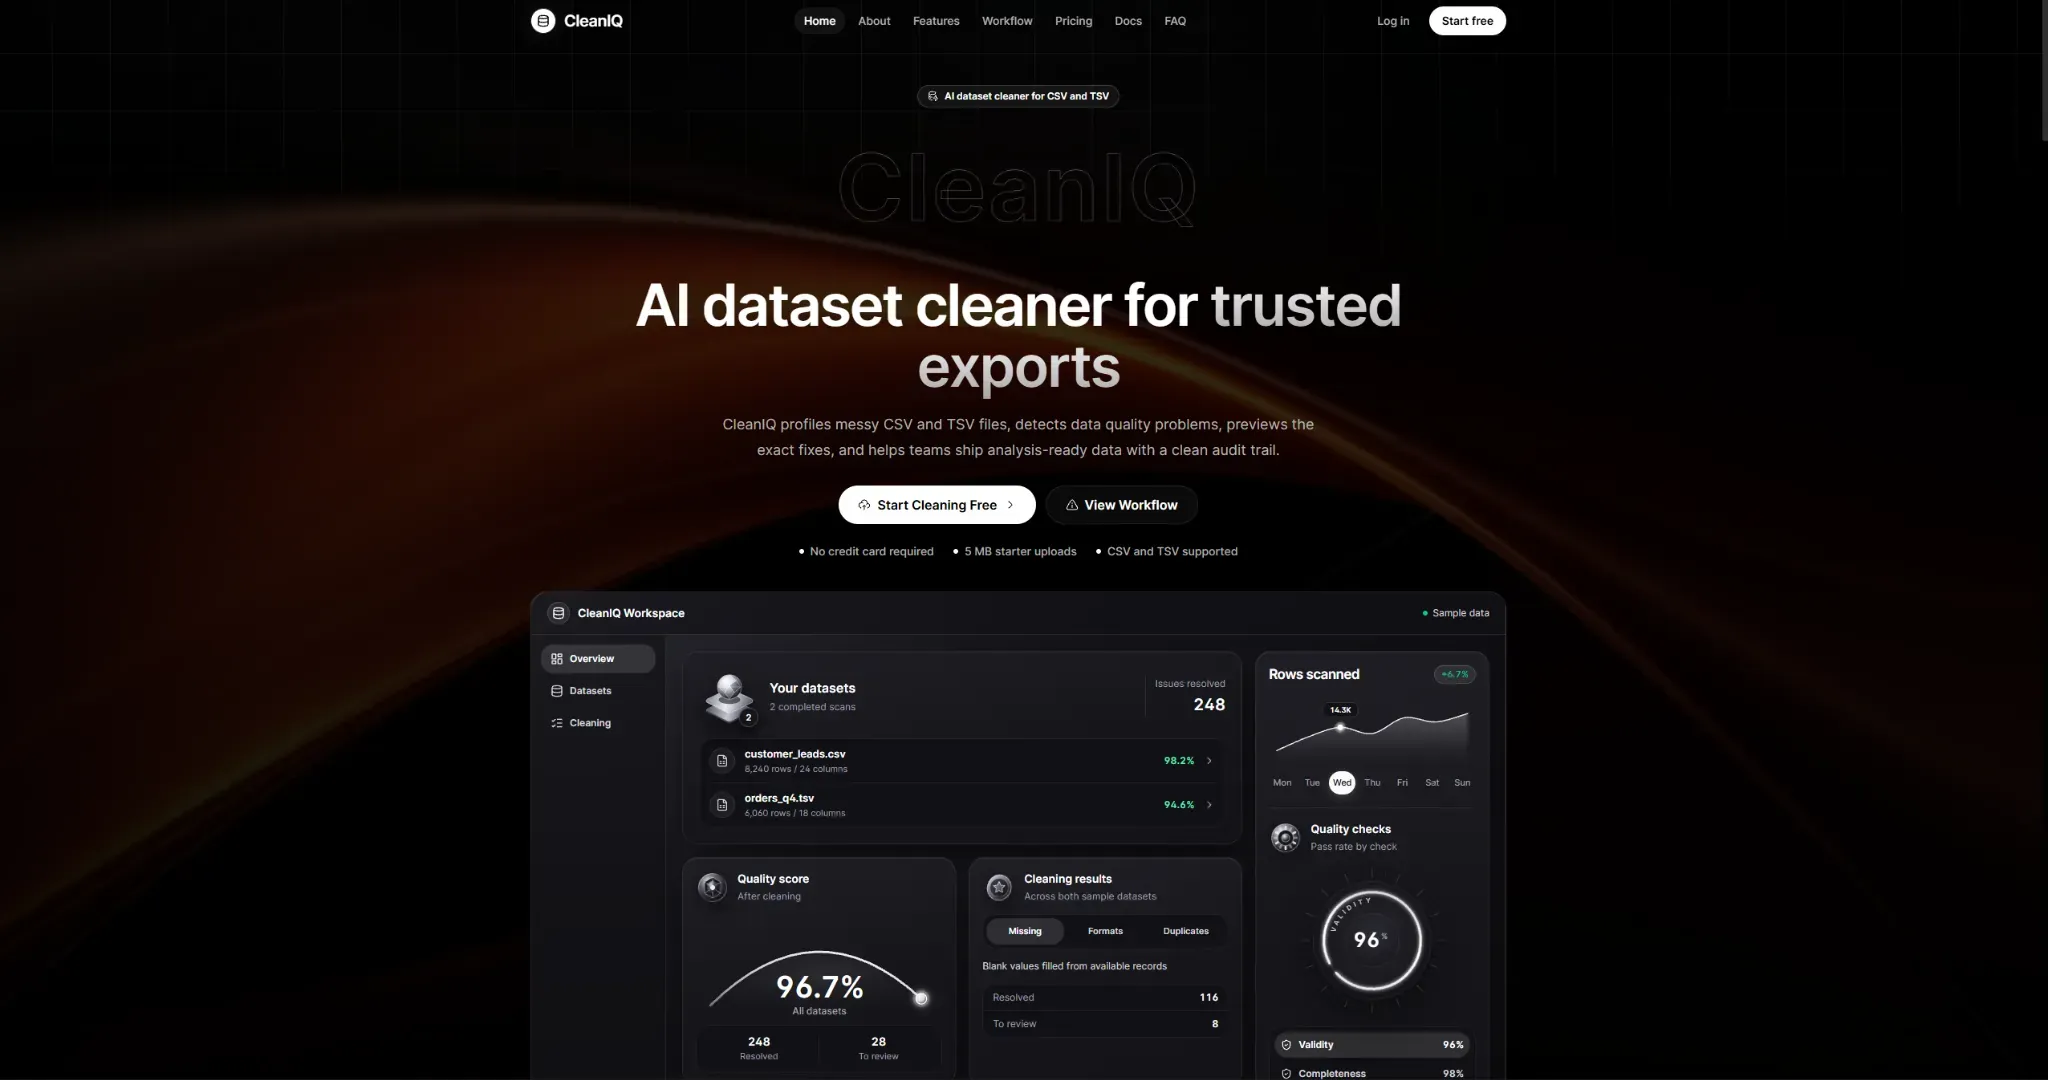 CleanIQ
Home
About
Features
Workflow
Pricing
Docs
FAQ
Log in
Start free
AI dataset cleaner for CSV and TSV
CleanIQ
AI dataset cleaner for trusted
exports
CleanIQ profiles messy CSV and TSV files, detects data quality problems, previews the
exact fixes, and helps teams ship analysis-ready data with a clean audit trail.
Start Cleaning Free
View Workflow
No credit card required
5 MB starter uploads
CSV and TSV supported
CleanIQ Workspace
Sample data
Overview
Datasets
Cleaning
2
Your datasets
2 completed scans
Issues resolved
248
customer_leads.csv
8,240 rows / 24 columns
98.2%
orders_q4.tsv
6,060 rows / 18 columns
94.6%
Quality score
After cleaning
96.7%
All datasets
248
Resolved
28
To review
Cleaning results
Across both sample datasets
Missing
Formats
Duplicates
Blank values filled from available records
Resolved
116
To review
8
Rows scanned
+6.7%
14.3K
Mon
Tue
Wed
Thu
Fri
Sat
Sun
Quality checks
Pass rate by check
VALIDITY
96%
Validity
96%
Completeness
98%